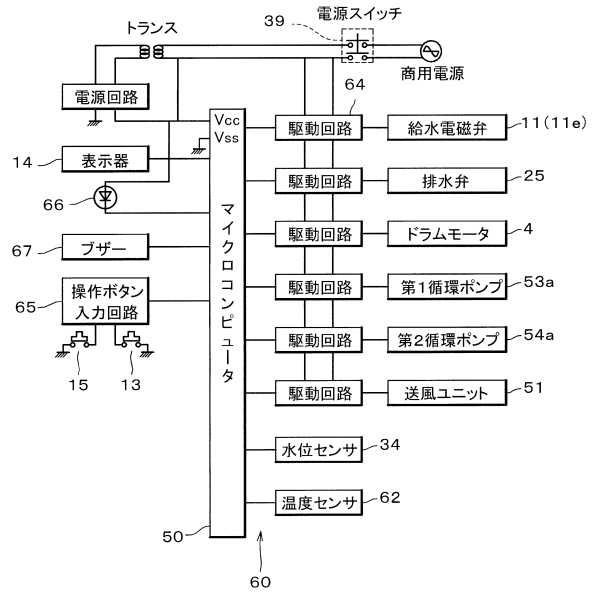 電源スイッチ
39
トランス
商用電源
電源回路
64
Vcc
駆動回路
給水電磁弁
11(11e)
Vss
14
表示器
駆動回路
排水弁
25
66
駆動回路
ドラムモータ
4
67
ブザー
マイクロコンピュータ
駆動回路
第1循環ポンプ
53a
65
操作ボタン
入力回路
駆動回路
第2循環ポンプ
54a
15
13
駆動回路
送風ユニット
51
水位センサ
34
温度センサ
62
50
60